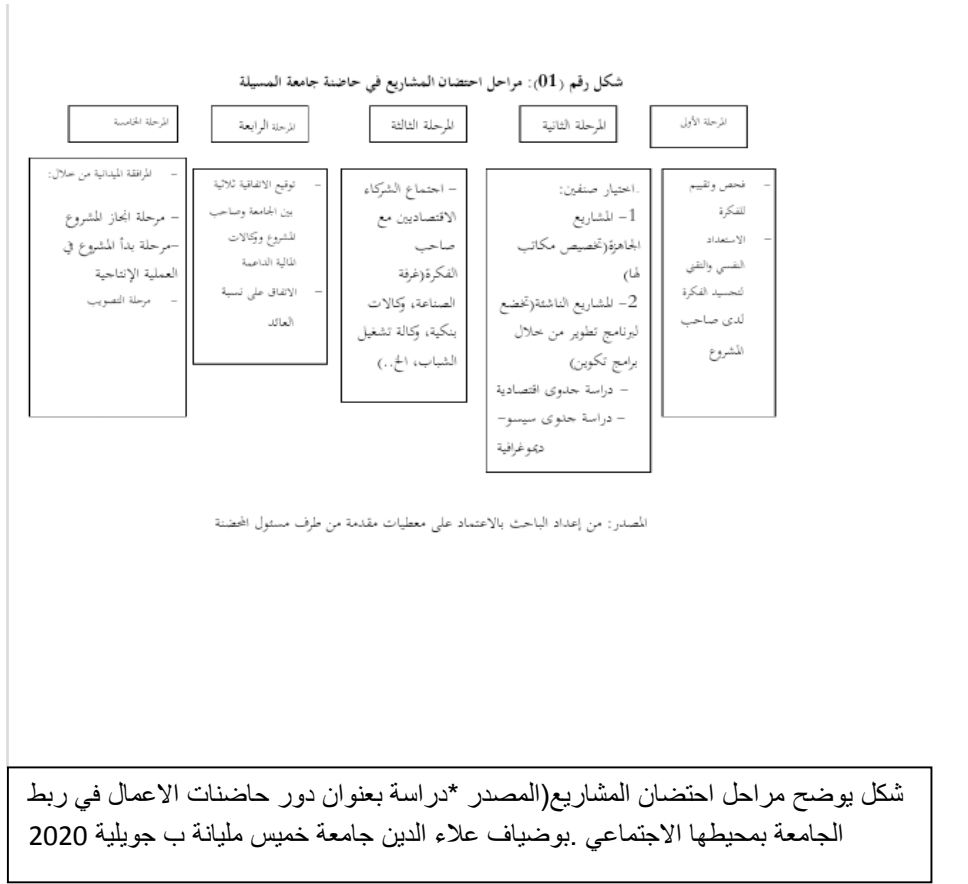 شكل رقم (01): مراحل احتضان المشاريع في حاضنة جامعة المسيلة
المرحلة الأولى
المرحلة الثانية
المرحلة الثالثة
المرحلة الرابعة
المرحلة الخامسة
- فحص وتقييم
للفكرة
- الاستعداد
النفسي والتقني
لتجسيد الفكرة
لدى صاحب
المشروع
.اختيار صنفين:
1- المشاريع
الجاهزة(تخصيص مكاتب
لها)
2- المشاريع الناشئة(تخضع
لبرنامج تطوير من خلال
برامج تكوين)
- دراسة جدوى اقتصادية
- دراسة جدوى سيسو-
ديموغرافية
- اجتماع الشركاء
الاقتصاديين مع
صاحب
الفكرة(غرفة
الصناعة، وكالات
بنكية، وكالة تشغيل
الشباب، الخ..)
- توقيع الاتفاقية ثلاثية
بين الجامعة وصاحب
المشروع ووكالات
المالية الداعمة
- الاتفاق على نسبة
العائد
- المرافقة الميدانية من خلال:
- مرحلة انجاز المشروع
-مرحلة بدأ المشروع في
العملية الإنتاجية
- مرحلة التصويب
المصدر: من إعداد الباحث بالاعتماد على معطيات مقدمة من طرف مسئول المحضنة
شكل يوضح مراحل احتضان المشاريع(المصدر *دراسة بعنوان دور حاضنات الاعمال في ربط
الجامعة بمحيطها الاجتماعي .بوضياف علاء الدين جامعة خميس مليانة ب جويلية 2020